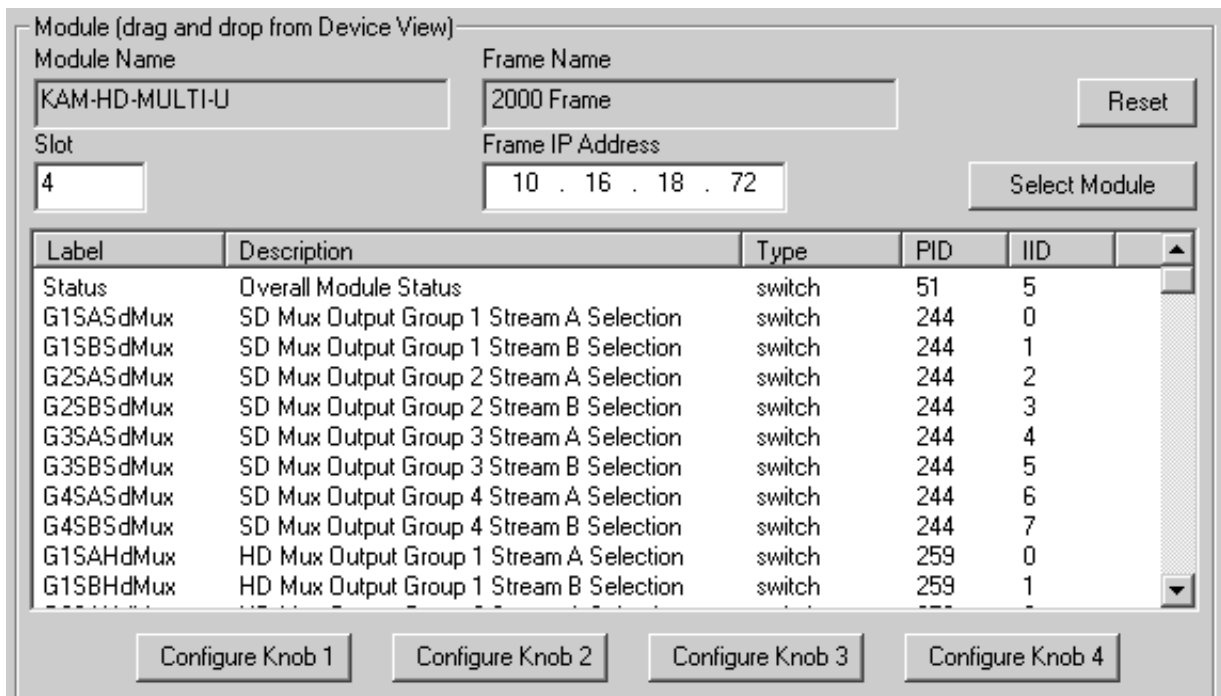 Module (drag and drop from Device View)
Module Name Frame Name
KAM-HD-MULTI-U 2000 Frame Reset
Slot Frame IP Address
4 10 . 16 . 18 . 72 Select Module
Label Description Type PID IID
Status Overall Module Status switch 51 5
G1SASdMux SD Mux Output Group 1 Stream A Selection switch 244 0
G1SBSdMux SD Mux Output Group 1 Stream B Selection switch 244 1
G2SASdMux SD Mux Output Group 2 Stream A Selection switch 244 2
G2SBSdMux SD Mux Output Group 2 Stream B Selection switch 244 3
G3SASdMux SD Mux Output Group 3 Stream A Selection switch 244 4
G3SBSdMux SD Mux Output Group 3 Stream B Selection switch 244 5
G4SASdMux SD Mux Output Group 4 Stream A Selection switch 244 6
G4SBSdMux SD Mux Output Group 4 Stream B Selection switch 244 7
G1SAHdMux HD Mux Output Group 1 Stream A Selection switch 259 0
G1SBHdMux HD Mux Output Group 1 Stream B Selection switch 259 1
Configure Knob 1 Configure Knob 2 Configure Knob 3 Configure Knob 4